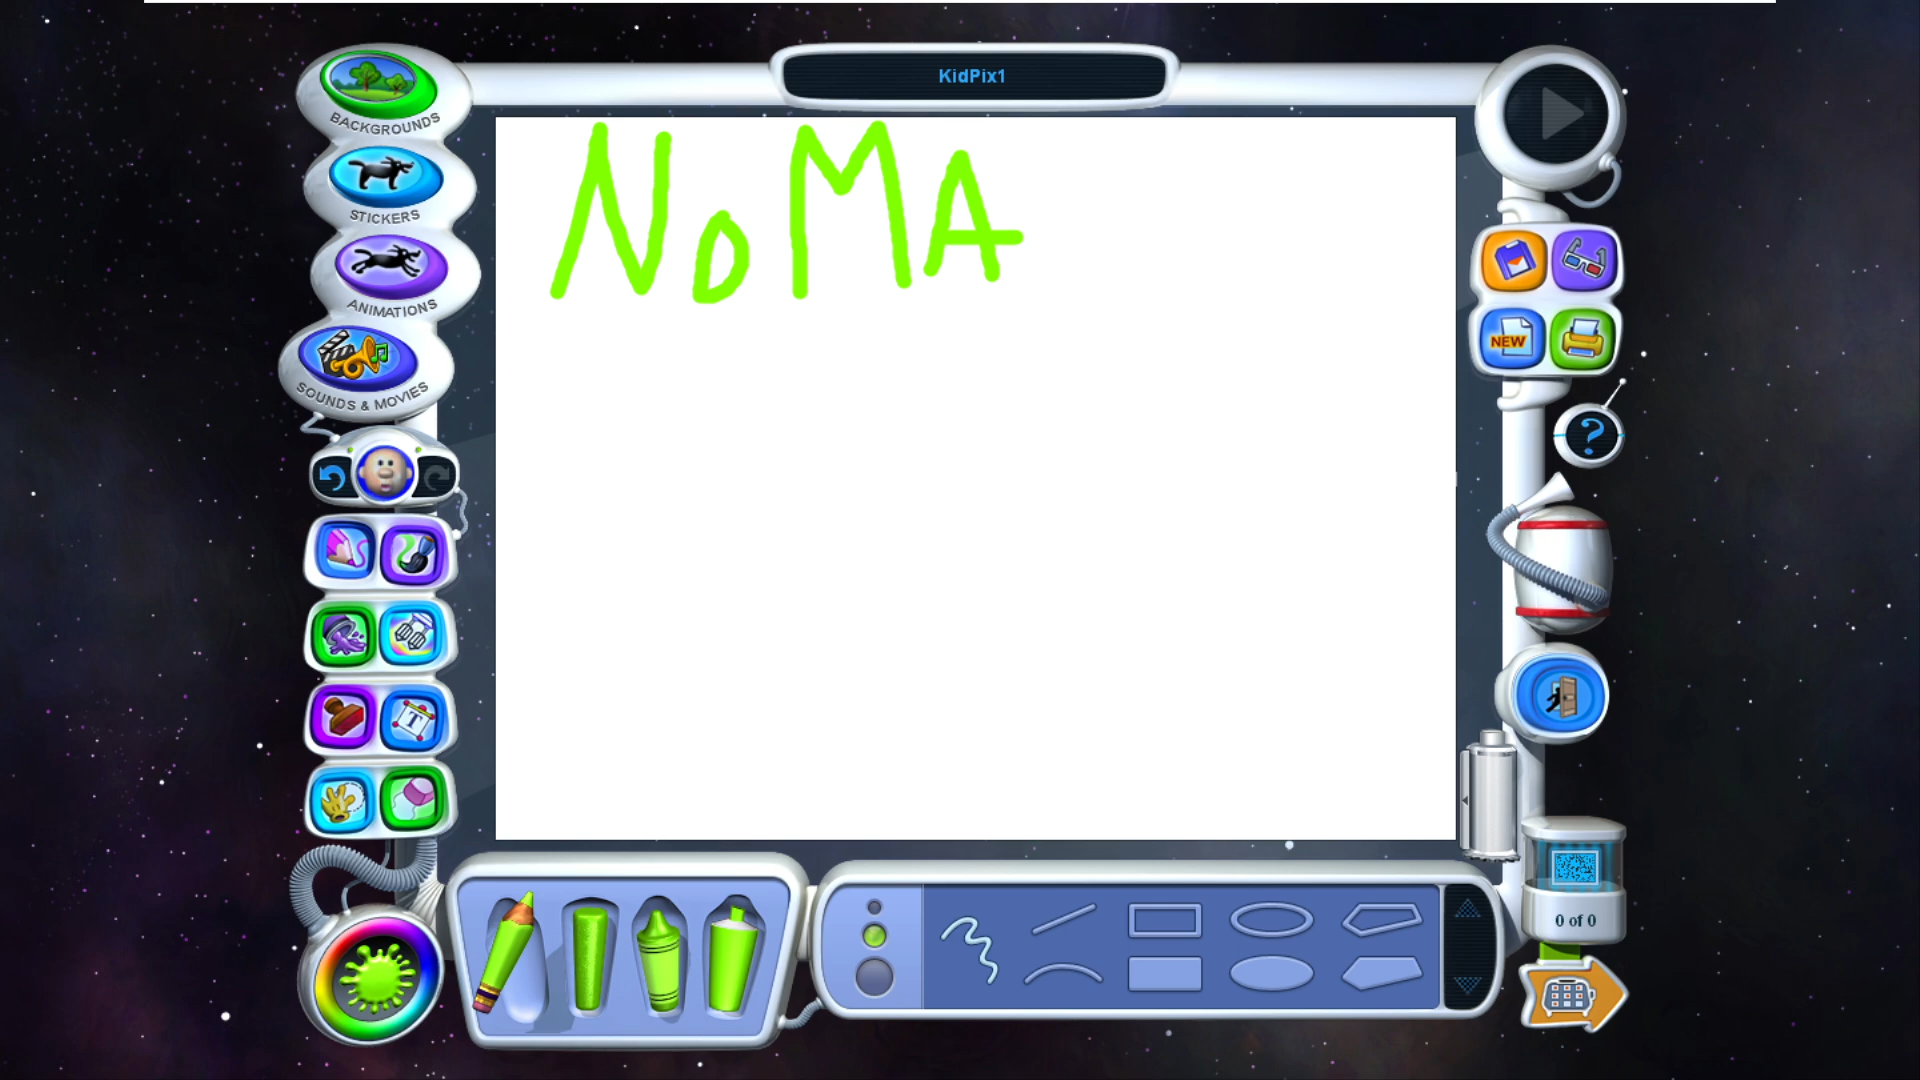 KidPix1
BACKGROUNDS
STICKERS
ANIMATIONS
SOUNDS & MOVIES
NoMA
NEW
?
T
0 of 0